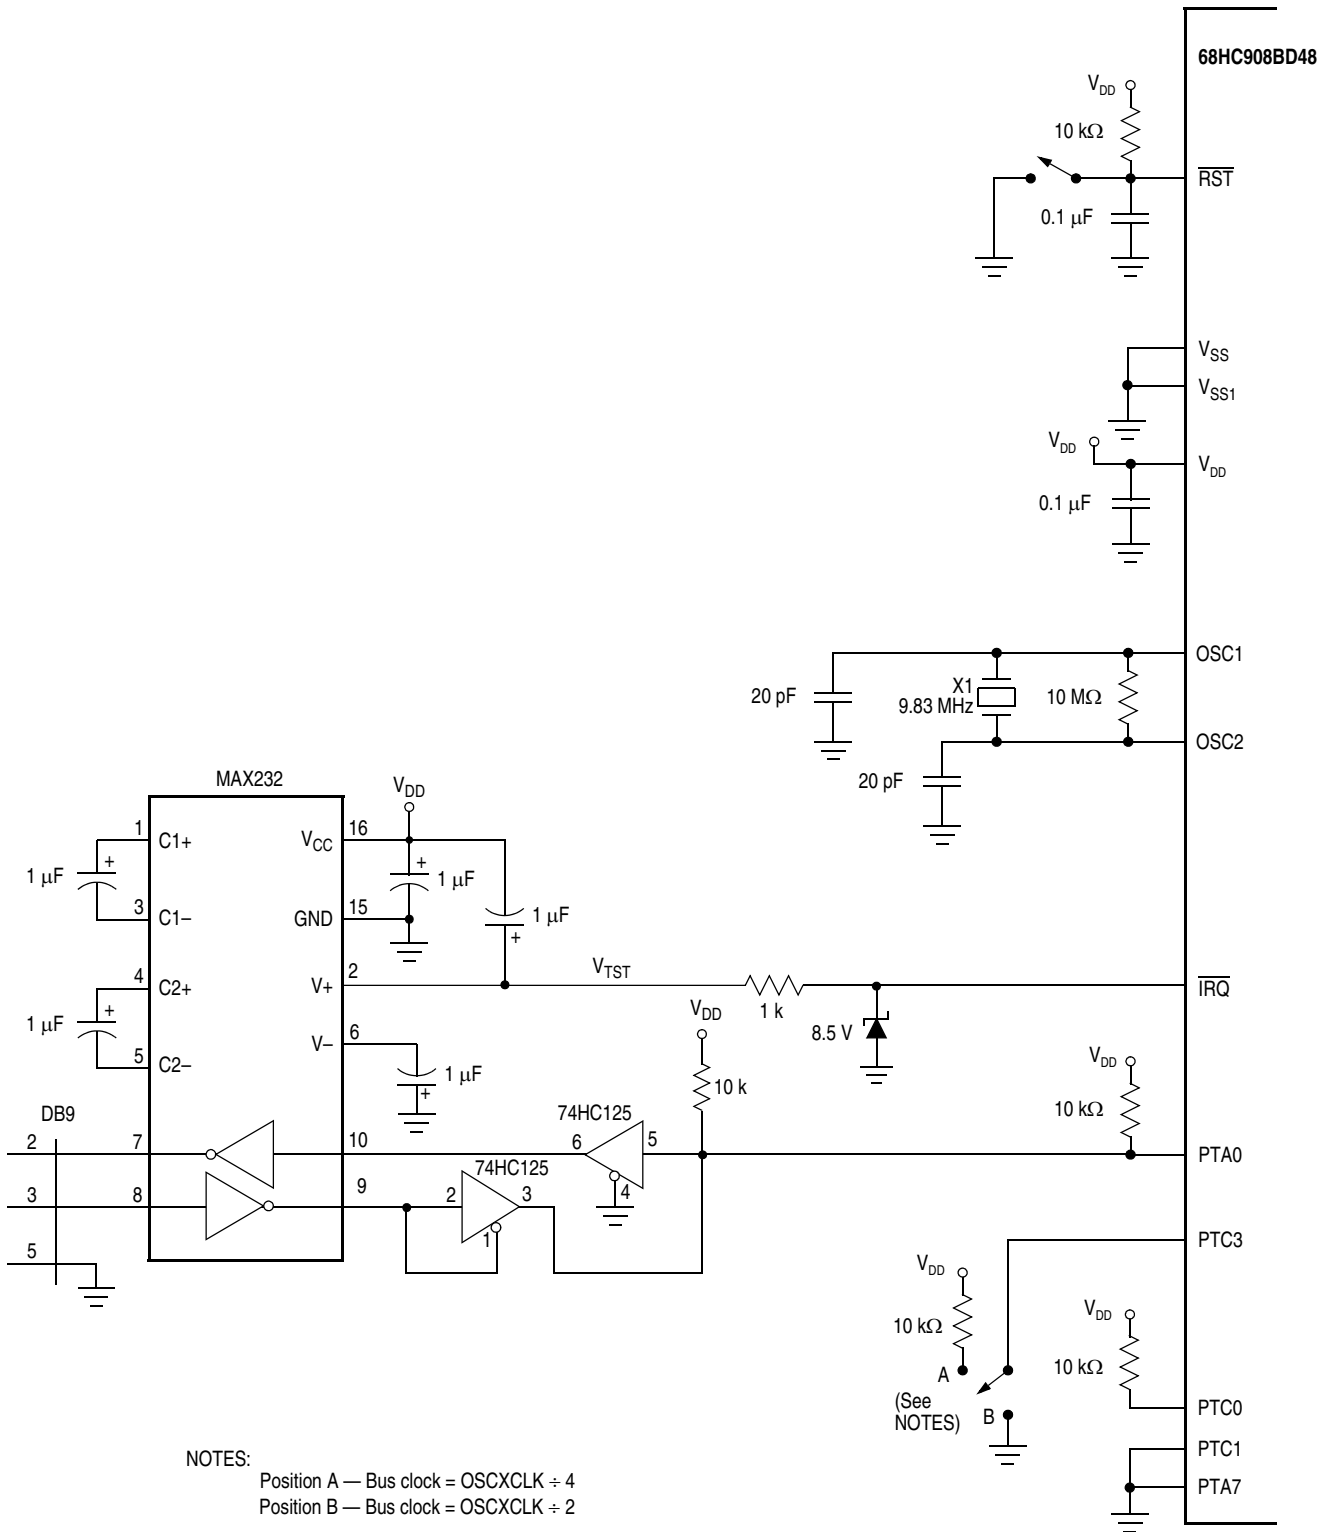 68HC908BD48
VDD
10 kΩ
RST
0.1 μF
VSS
VSS1
VDD
VDD
0.1 μF
OSC1
20 pF
X1
9.83 MHz
10 MΩ
OSC2
20 pF
MAX232
VDD
1
C1+
VCC
16
+
1 μF
+
1 μF
3
C1–
GND
15
1 μF
+
4
C2+
V+
2
VTST
1 k
IRQ
+
1 μF
VDD
8.5 V
5
C2–
V–
6
1 μF
+
10 k
VDD
10 kΩ
DB9
74HC125
2
7
10
6
5
4
PTA0
74HC125
3
8
9
2
3
1
5
PTC3
VDD
10 kΩ
A
(See
NOTES)
B
VDD
10 kΩ
PTC0
PTC1
PTA7
NOTES:
Position A — Bus clock = OSCXCLK ÷ 4
Position B — Bus clock = OSCXCLK ÷ 2